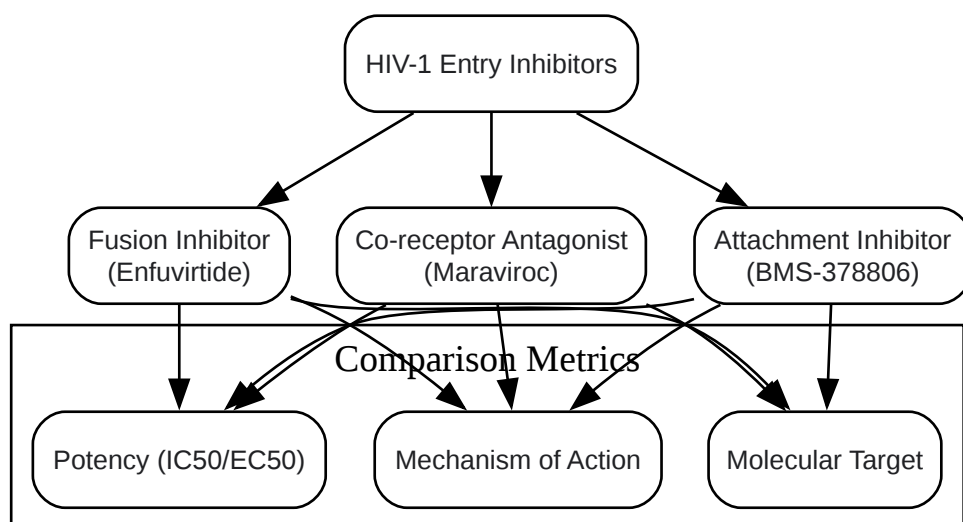 HIV-1 Entry Inhibitors
Fusion Inhibitor
(Enfuvirtide)
Co-receptor Antagonist
(Maraviroc)
Attachment Inhibitor
(BMS-378806)
Comparison Metrics
Potency (IC50/EC50)
Mechanism of Action
Molecular Target